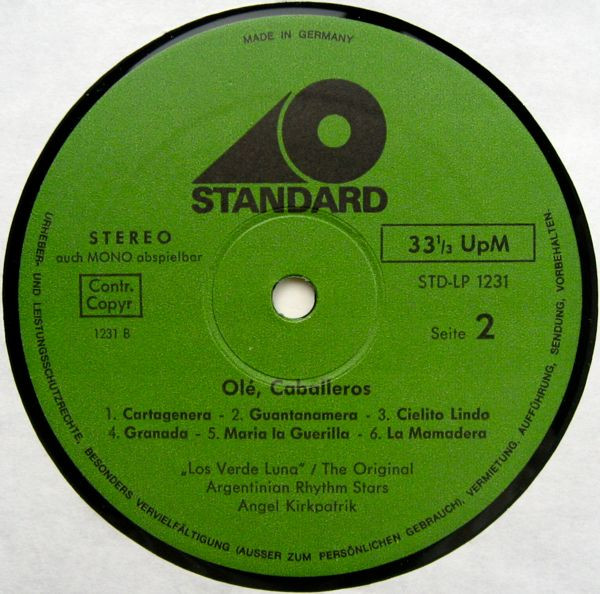 MADE IN GERMANY
STANDARD
STEREO
auch MONO abspielbar
Contr.
Copyr
1231 B
33 1/3 UpM
STD-LP 1231
Seite 2
Olé, Caballeros
1. Cartagenera - 2. Guantanamera - 3. Cielito Lindo
4. Granada - 5. Maria la Guerilla - 6. La Mamadera
„Los Verde Luna" / The Original
Argentinian Rhythm Stars
Angel Kirkpatrik
URHEBER- UND LEISTUNGSSCHUTZRECHTE, BESONDERS VERVIELFÄLTIGUNG (AUSSER ZUM PERSÖNLICHEN GEBRAUCH), VERMIETUNG, AUFFÜHRUNG, SENDUNG, VORBEHALTEN.